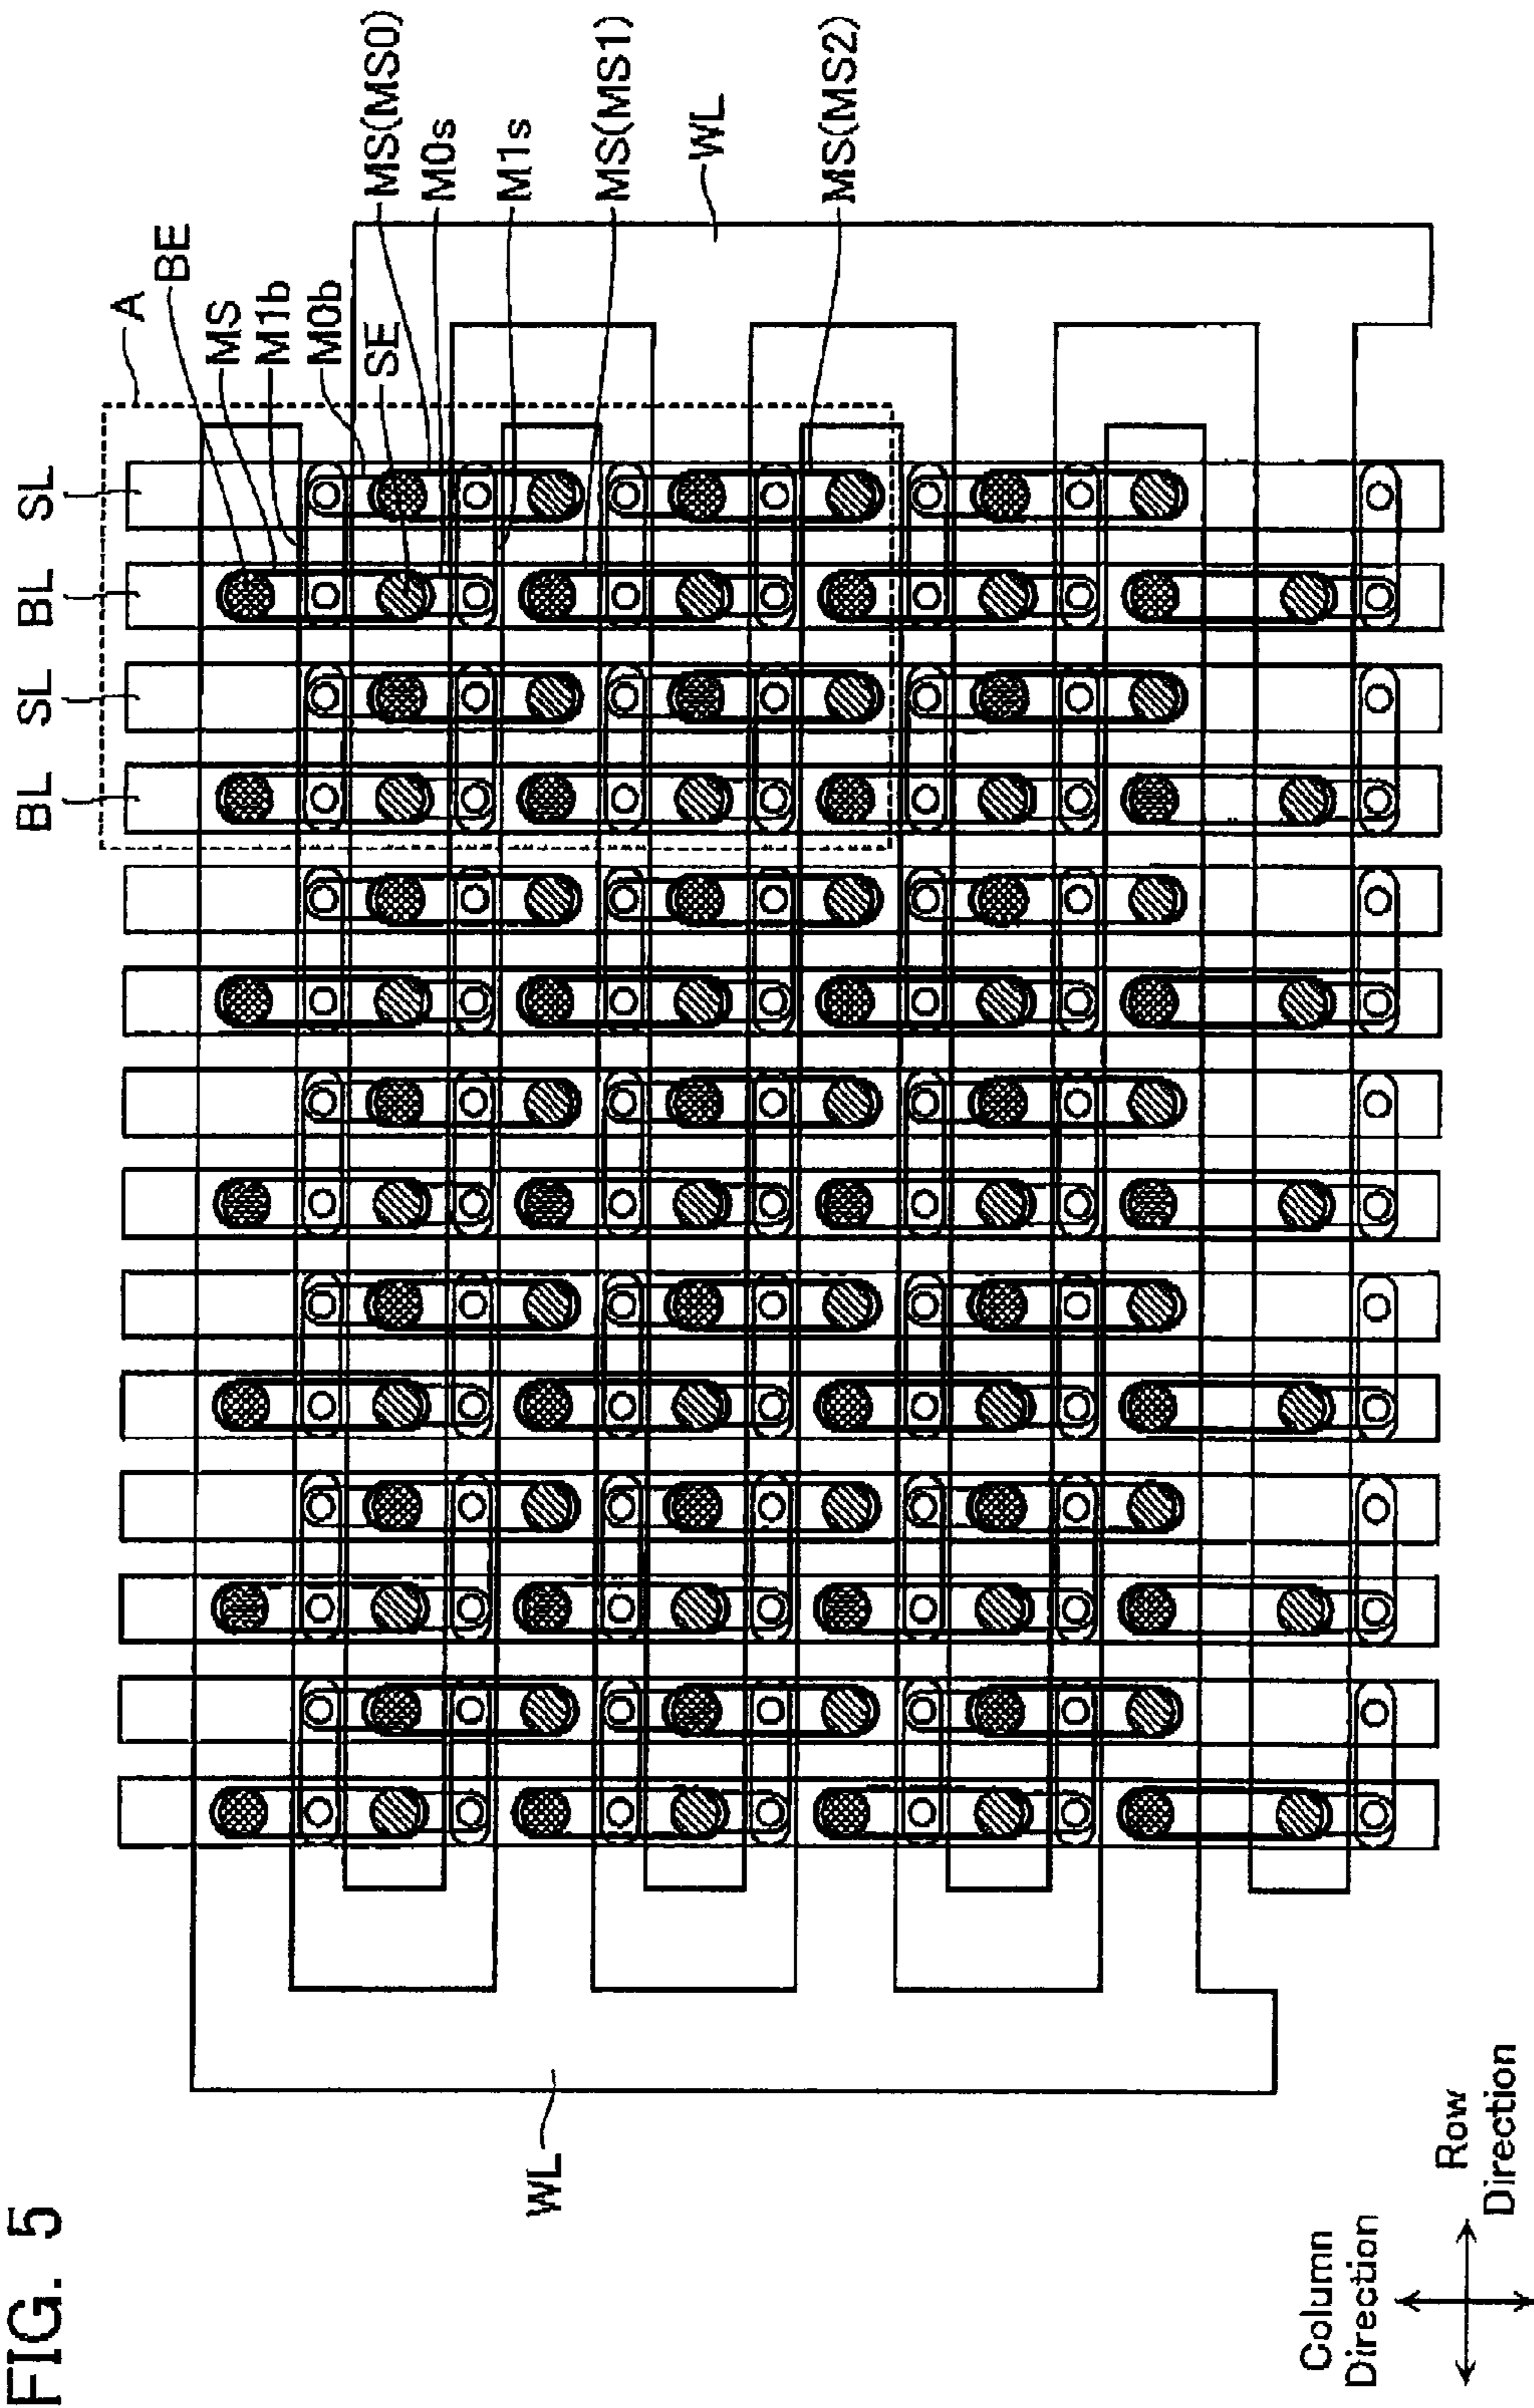 FIG. 5
BL
SL
BL
SL
A
BE
MS
M1b
M0b
SE
MS(MS0)
M0s
M1s
MS(MS1)
WL
MS(MS2)
WL
Column
Direction
Row
Direction